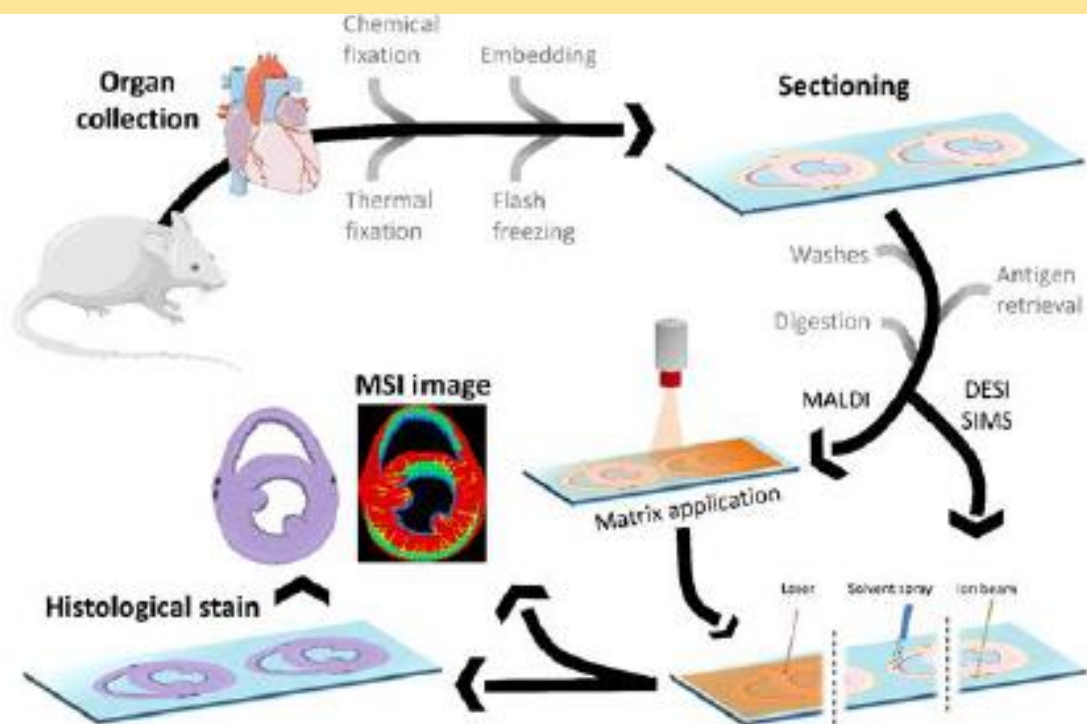 Chemical
fixation
Embedding
Organ
collection
Sectioning
Thermal
fixation
Flash
freezing
Washes
Antigen
retrieval
Digestion
MALDI
DESI
SIMS
MSI image
Matrix application
Histological stain
Laser
Solvent spray
Ion beam